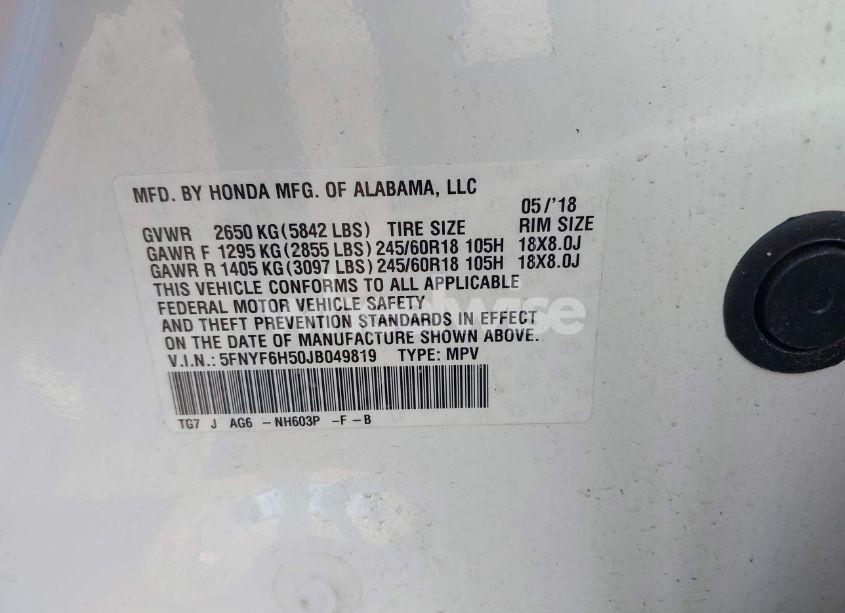 MFD. BY HONDA MFG. OF ALABAMA, LLC
05/'18
GVWR 2650 KG(5842 LBS) TIRE SIZE RIM SIZE
GAWR F 1295 KG(2855 LBS)245/60R18 105H 18X8.0J
GAWR R 1405 KG(3097 LBS)245/60R18 105H 18X8.0J
THIS VEHICLE CONFORMS TO ALL APPLICABLE
FEDERAL MOTOR VEHICLE SAFETY
AND THEFT PREVENTION STANDARDS IN EFFECT
ON THE DATE OF MANUFACTURE SHOWN ABOVE.
V.I.N.: 5FNYF6H50JB049819 TYPE: MPV
TG7 J AG6 -NH603P -F-B